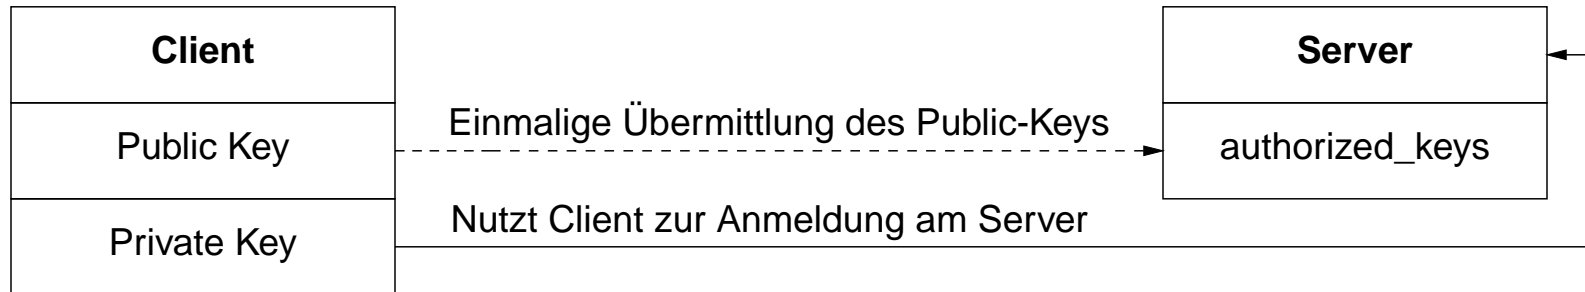 Client
Server
Public Key
Einmalige Übermittlung des Public-Keys
authorized_keys
Private Key
Nutzt Client zur Anmeldung am Server